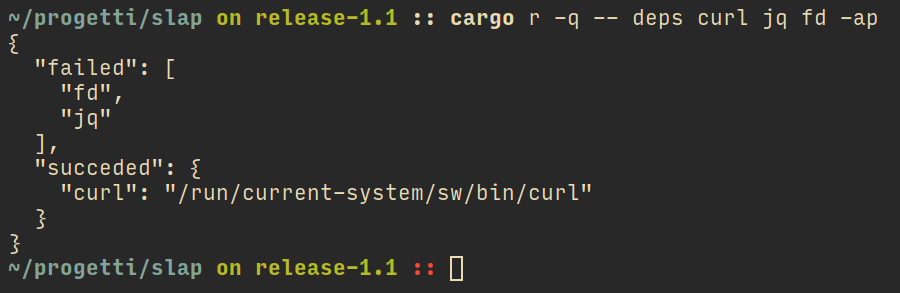 ~/progetti/slap on release-1.1 :: cargo r -q -- deps curl jq fd -ap
{
  "failed": [
    "fd",
    "jq"
  ],
  "succeded": {
    "curl": "/run/current-system/sw/bin/curl"
  }
}
~/progetti/slap on release-1.1 ::